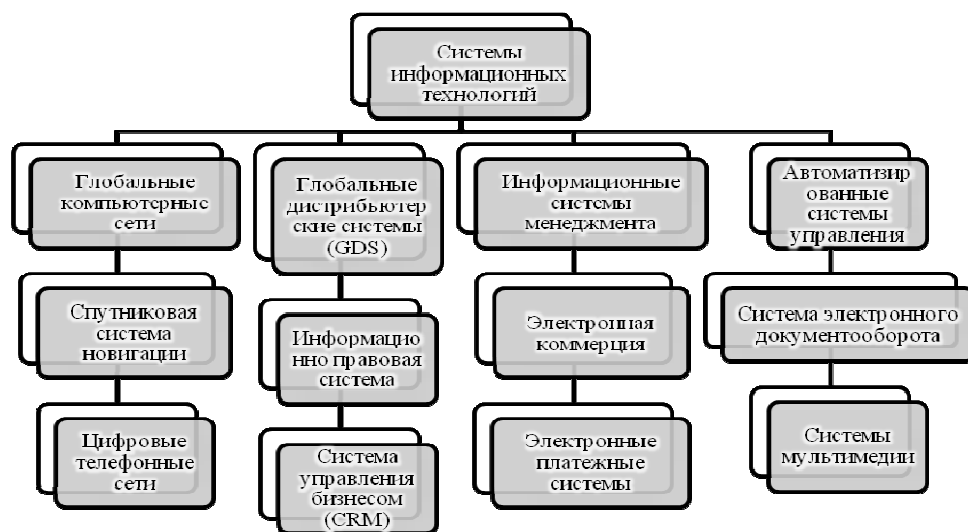 Системы
информационных
технологий
Глобальные
компьютерные
сети
Глобальные
дистрибьютер
ские системы
(GDS)
Информационные
системы
менеджмента
Автоматизир
ованные
системы
управления
Спутниковая
система
новигации
Информацио
нно правовая
система
Электронная
коммерция
Система электронного
документооборота
Цифровые
телефонные
сети
Система
управления
бизнесом
(CRM)
Электронные
платежные
системы
Системы
мультимедии